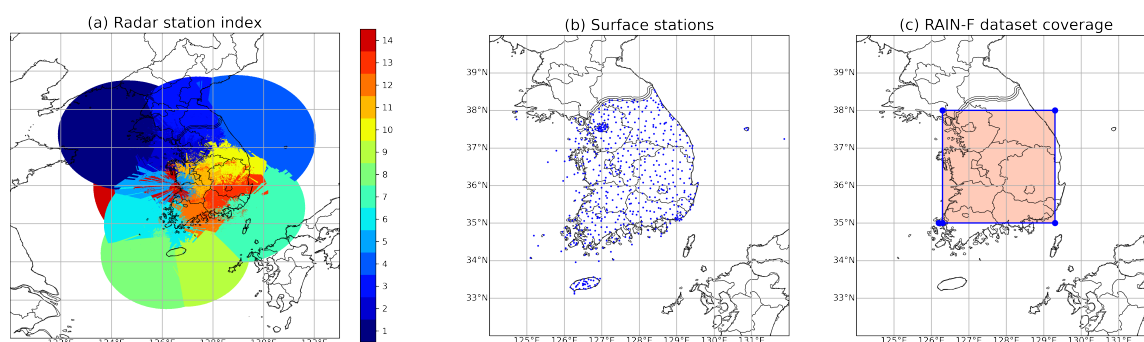 (a) Radar station index
14
13
12
11
10
9
8
7
6
5
4
3
2
1
(b) Surface stations
39°N
38°N
37°N
36°N
35°N
34°N
33°N
125°E 126°E 127°E 128°E 129°E 130°E 131°E
(c) RAIN-F dataset coverage
39°N
38°N
37°N
36°N
35°N
34°N
33°N
125°E 126°E 127°E 128°E 129°E 130°E 131°E